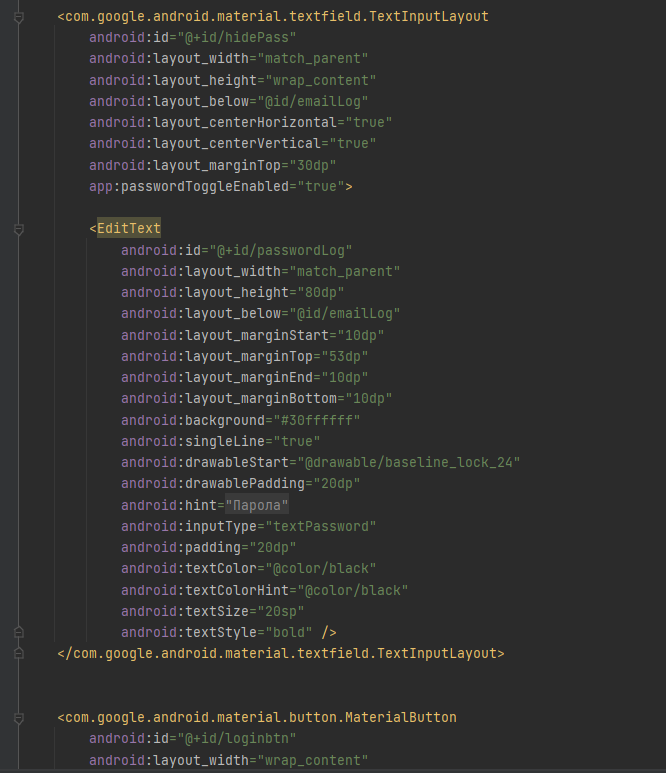 <com.google.android.material.textfield.TextInputLayout
android:id="@+id/hidePass"
android:layout_width="match_parent"
android:layout_height="wrap_content"
android:layout_below="@id/emailLog"
android:layout_centerHorizontal="true"
android:layout_centerVertical="true"
android:layout_marginTop="30dp"
app:passwordToggleEnabled="true">
<EditText
android:id="@+id/passwordLog"
android:layout_width="match_parent"
android:layout_height="80dp"
android:layout_below="@id/emailLog"
android:layout_marginStart="10dp"
android:layout_marginTop="53dp"
android:layout_marginEnd="10dp"
android:layout_marginBottom="10dp"
android:background="#30ffffff"
android:singleLine="true"
android:drawableStart="@drawable/baseline_lock_24"
android:drawablePadding="20dp"
android:hint="Парола"
android:inputType="textPassword"
android:padding="20dp"
android:textColor="@color/black"
android:textColorHint="@color/black"
android:textSize="20sp"
android:textStyle="bold" />
</com.google.android.material.textfield.TextInputLayout>
<com.google.android.material.button.MaterialButton
android:id="@+id/loginbtn"
android:layout_width="wrap_content"